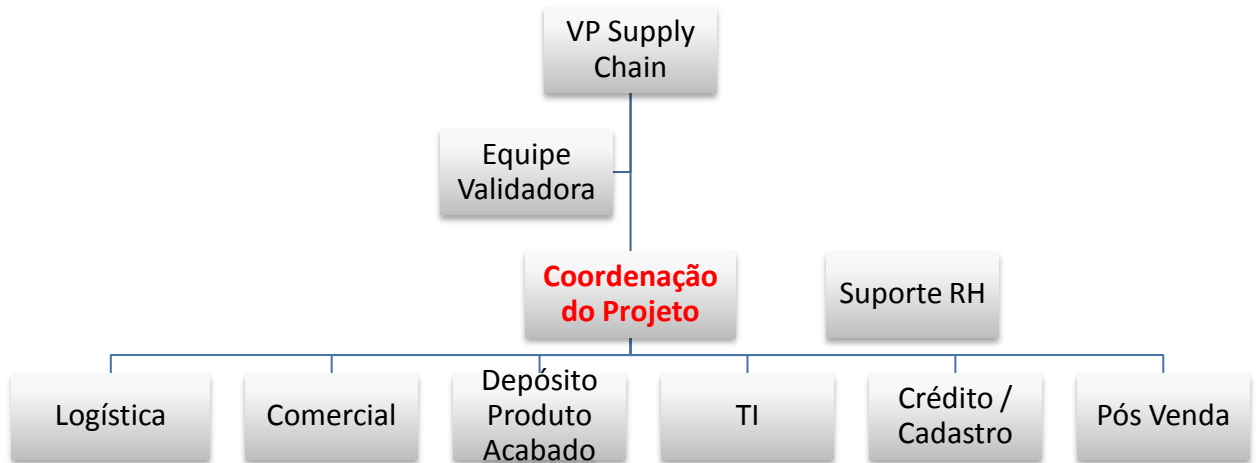 VP Supply
Chain
Equipe
Validadora
Coordenação
do Projeto
Suporte RH
Logística
Comercial
Depósito
Produto
Acabado
TI
Crédito /
Cadastro
Pós Venda